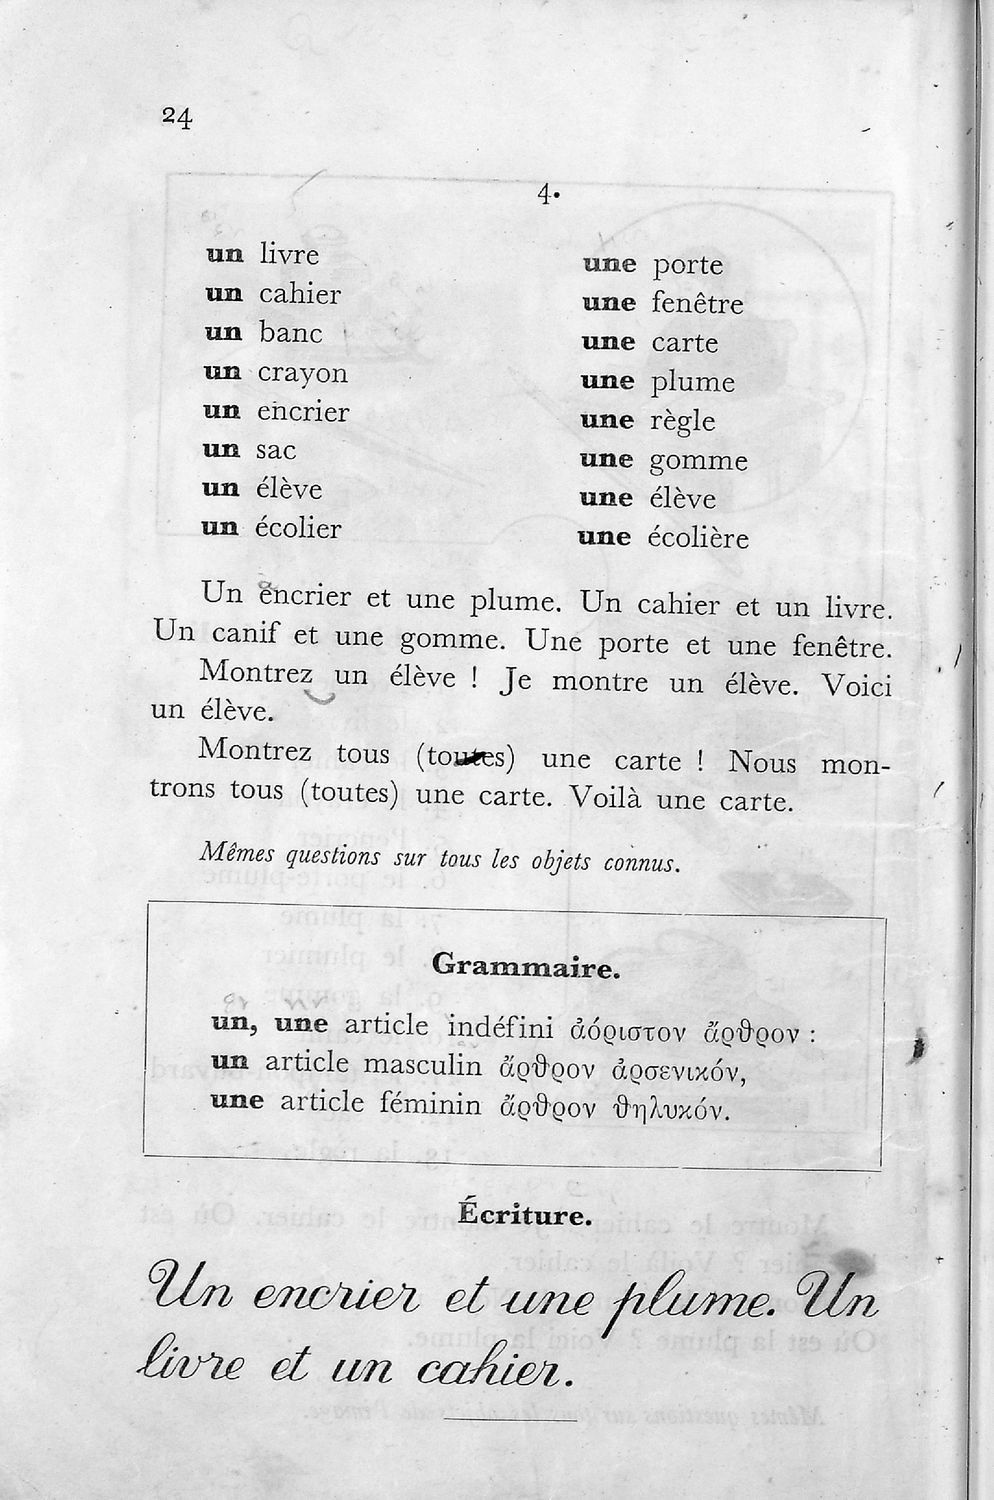 24
4.
un livre
un cahier
un banc
un crayon
un encrier
un sac
un élève
un écolier
une porte
une fenêtre
une carte
une plume
une règle
une gomme
une élève
une écolière
Un encrier et une plume. Un cahier et un livre.
Un canif et une gomme. Une porte et une fenêtre.
Montrez un élève ! Je montre un élève. Voici
un élève.
Montrez tous (toutes) une carte ! Nous mon-
trons tous (toutes) une carte. Voilà une carte.
Mêmes questions sur tous les objets connus.
Grammaire.
un, une article indéfini ἀόριστον ἄρθρον :
un article masculin ἄρθρον ἀρσενικόν,
une article féminin ἄρθρον θηλυκόν.
Écriture.
Un encrier et une plume. Un
livre et un cahier.